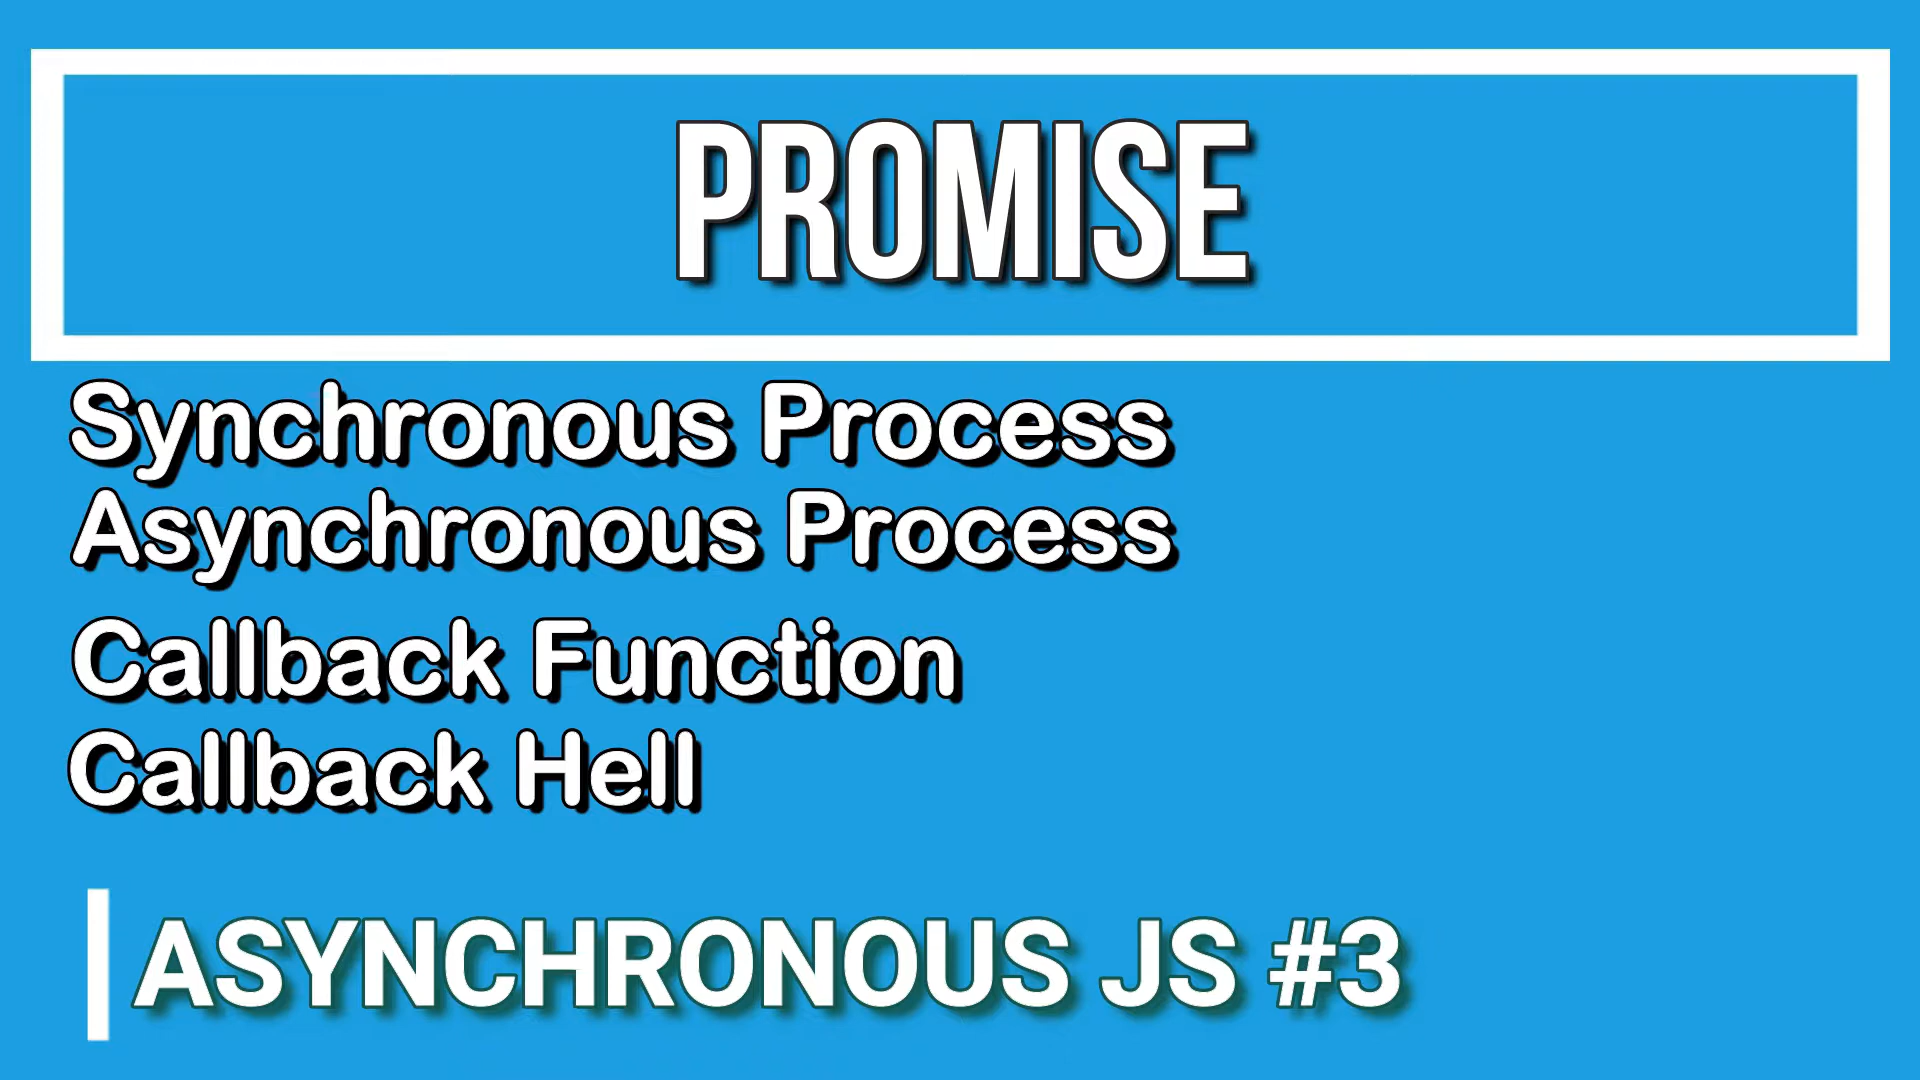 PROMISE
Synchronous Process
Asynchronous Process
Callback Function
Callback Hell
ASYNCHRONOUS JS #3